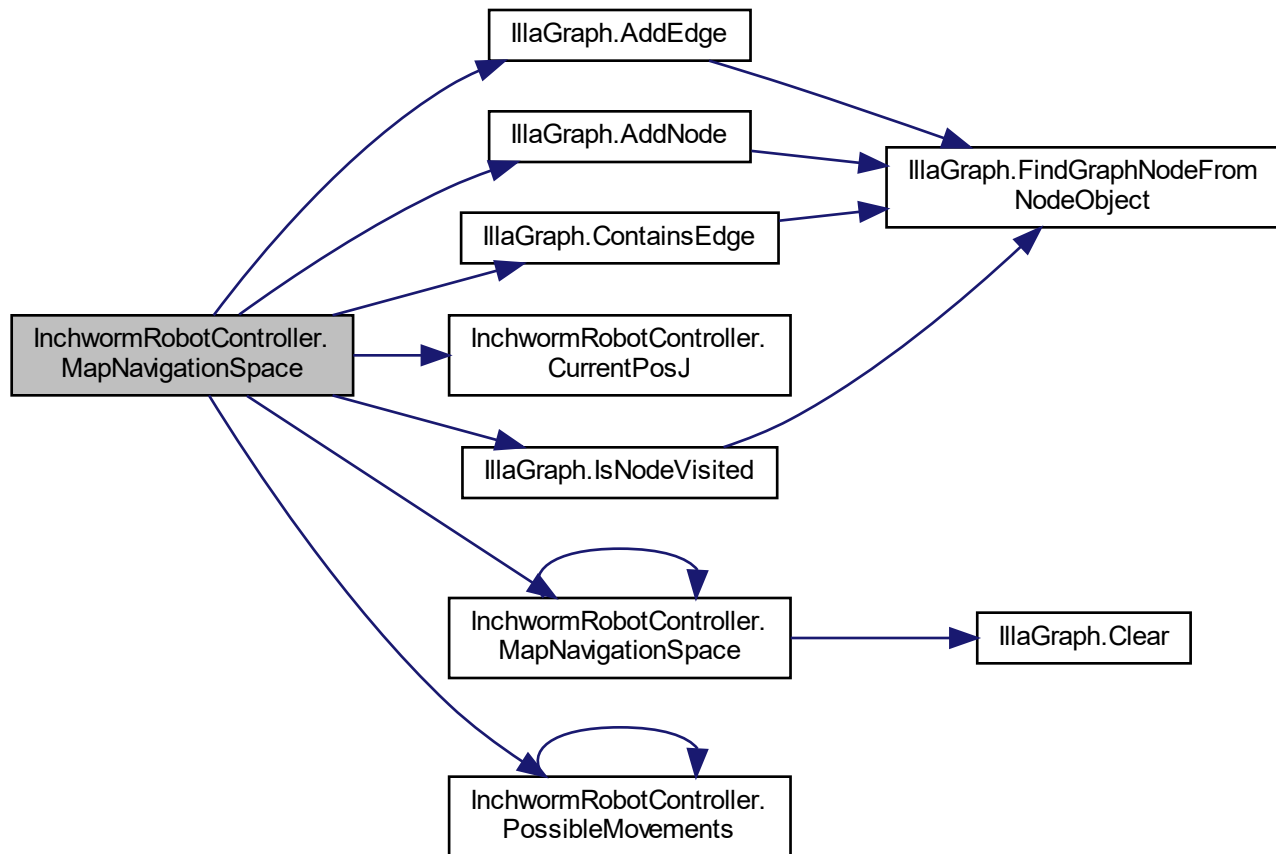 IllaGraph.AddEdge
IllaGraph.AddNode
IllaGraph.FindGraphNodeFrom
NodeObject
IllaGraph.ContainsEdge
InchwormRobotController.
MapNavigationSpace
InchwormRobotController.
CurrentPosJ
IllaGraph.IsNodeVisited
InchwormRobotController.
MapNavigationSpace
IllaGraph.Clear
InchwormRobotController.
PossibleMovements